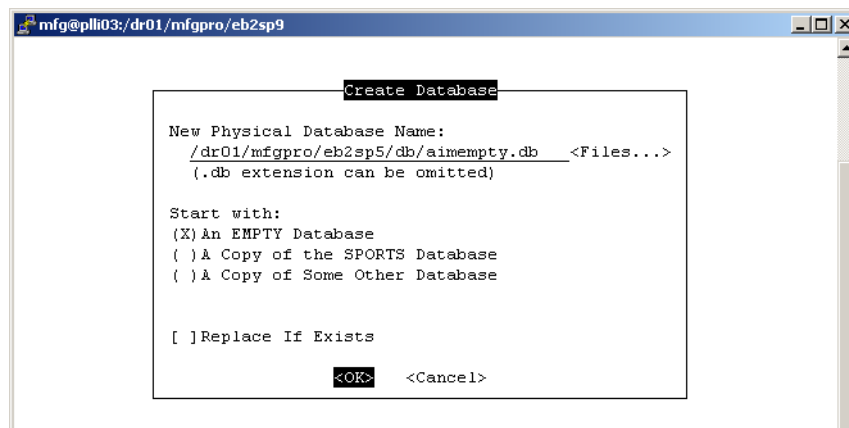 mfg@plli03:/dr01/mfgpro/eb2sp9
Create Database
New Physical Database Name:
/dr01/mfgpro/eb2sp5/db/aimempty.db <Files...>
(.db extension can be omitted)
Start with:
(X)An EMPTY Database
( )A Copy of the SPORTS Database
( )A Copy of Some Other Database
[ ]Replace If Exists
<OK> <Cancel>